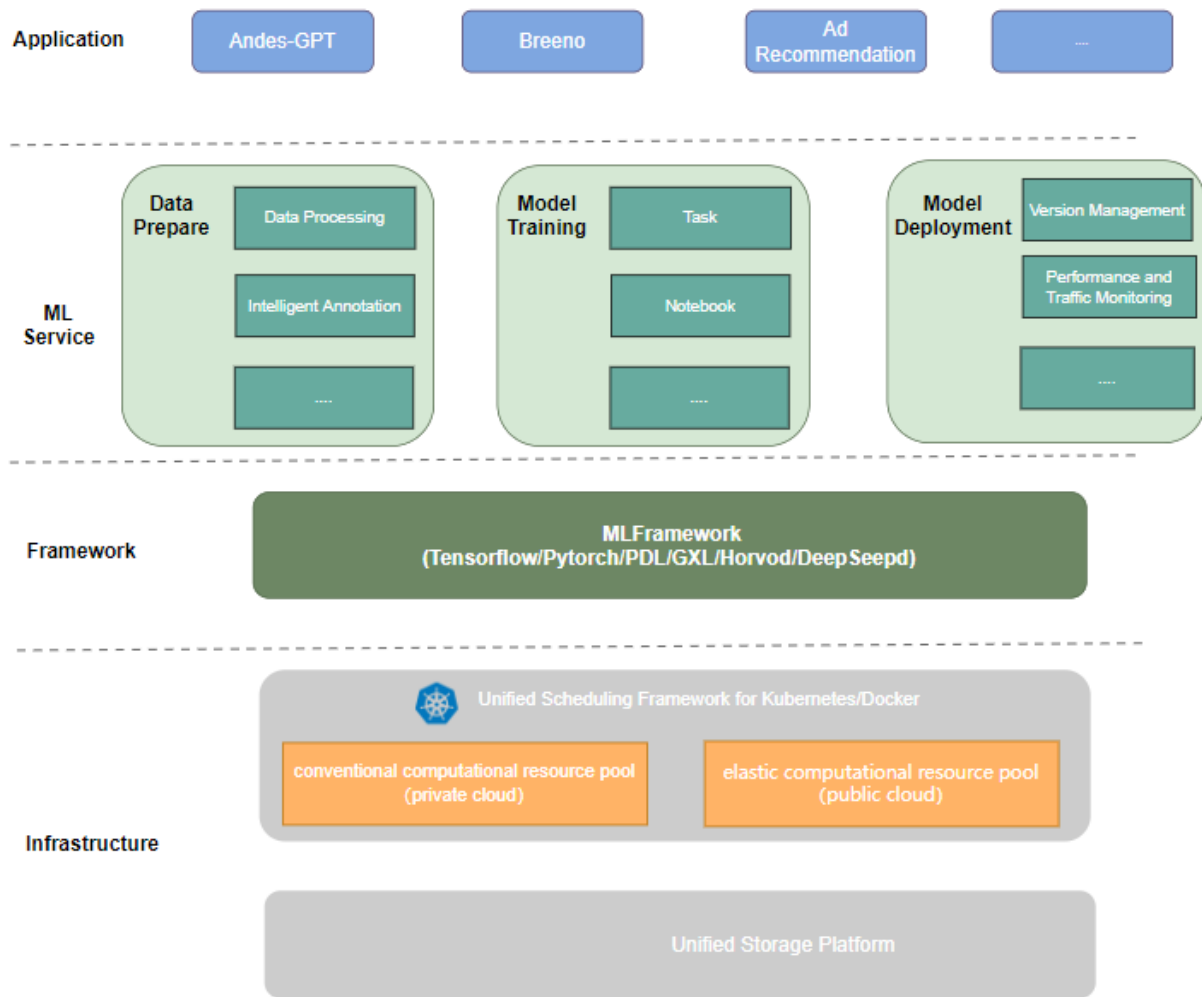 Application
Andes-GPT
Breeno
Ad
Recommendation
....
ML
Service
Data
Prepare
Data Processing
Intelligent Annotation
....
Model
Training
Task
Notebook
....
Model
Deployment
Version Management
Performance and
Traffic Monitoring
....
Framework
MLFramework
(Tensorflow/Pytorch/PDL/GXL/Horvod/DeepSeepd)
Infrastructure
Unified Scheduling Framework for Kubernetes/Docker
conventional computational resource pool
(private cloud)
elastic computational resource pool
(public cloud)
Unified Storage Platform